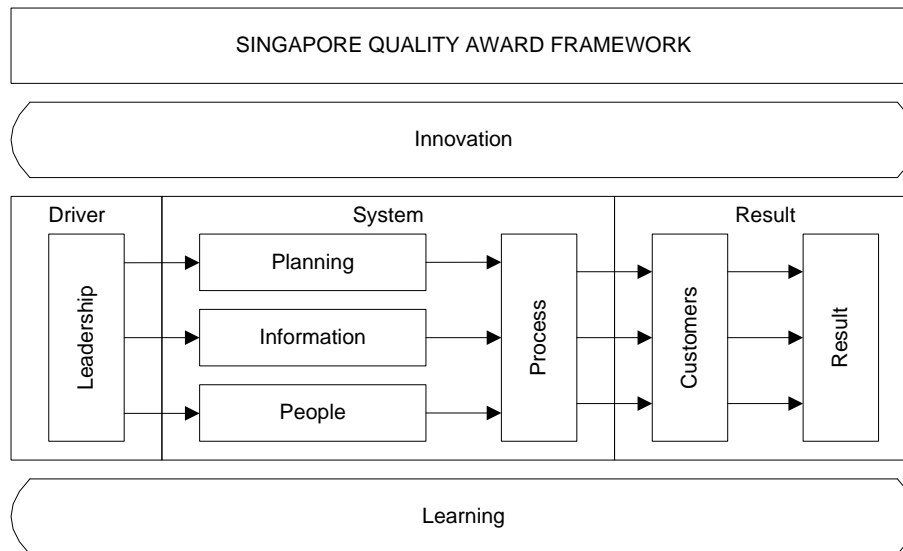 SINGAPORE QUALITY AWARD FRAMEWORK
Innovation
Driver
System
Result
Leadership
Planning
Information
People
Process
Customers
Result
Learning